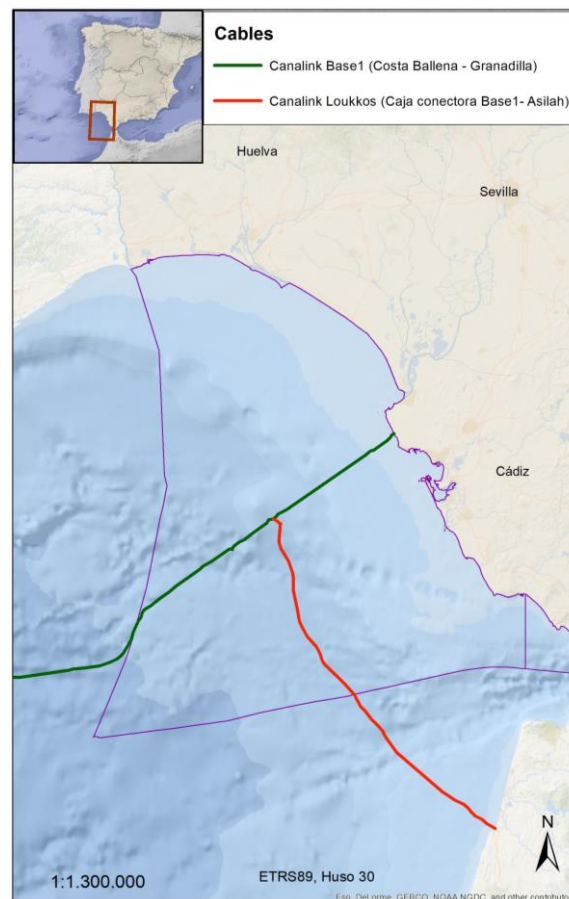 Cables
Canalink Base1 (Costa Ballena - Granadilla)
Canalink Loukkos (Caja conectora Base1- Asilah)
Huelva
Sevilla
Cádiz
N
1:1.300.000
ETRS89, Huso 30
Esri, DeLorme, GEBCO, NOAA NGDC, and other contributors